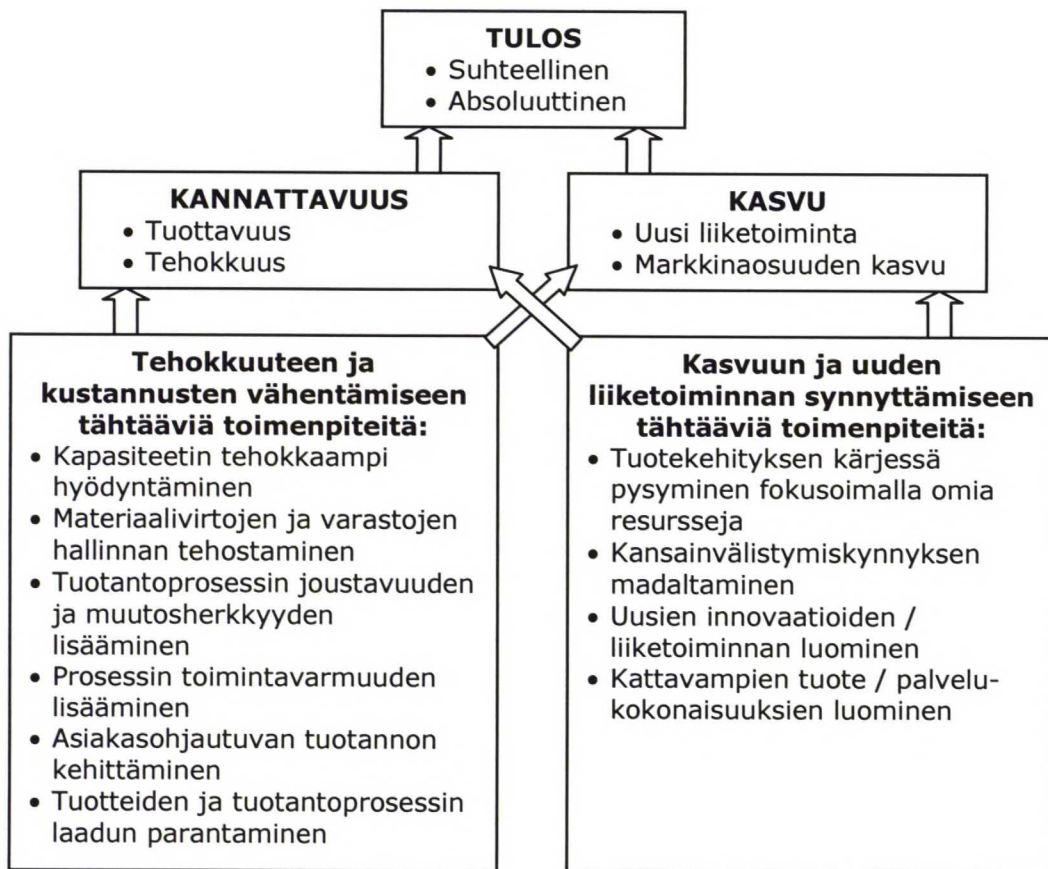 TULOS
• Suhteellinen
• Absoluuttinen
KANNATTAVUUS
• Tuottavuus
• Tehokkuus
KASVU
• Uusi liiketoiminta
• Markkinaosuuden kasvu
Tehokkuuteen ja
kustannusten vähentämiseen
tähtääviä toimenpiteitä:
• Kapasiteetin tehokkaampi
hyödyntäminen
• Materiaalivirtojen ja varastojen
hallinnan tehostaminen
• Tuotantoprosessin joustavuuden
ja muutosherkkyyden
lisääminen
• Prosessin toimintavarmuuden
lisääminen
• Asiakasohjautuvan tuotannon
kehittäminen
• Tuotteiden ja tuotantoprosessin
laadun parantaminen
Kasvuun ja uuden
liiketoiminnan synnyttämiseen
tähtääviä toimenpiteitä:
• Tuotekehityksen kärjessä
pysyminen fokusoimalla omia
resursseja
• Kansainvälistymiskynnyksen
madaltaminen
• Uusien innovaatioiden /
liiketoiminnan luominen
• Kattavampien tuote / palvelu-
kokonaisuuksien luominen